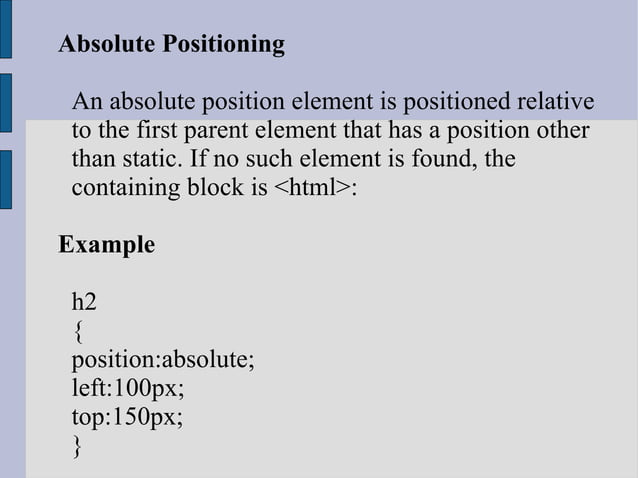 Absolute Positioning
An absolute position element is positioned relative
to the first parent element that has a position other
than static. If no such element is found, the
containing block is <html>:
Example
h2
{
position:absolute;
left:100px;
top:150px;
}